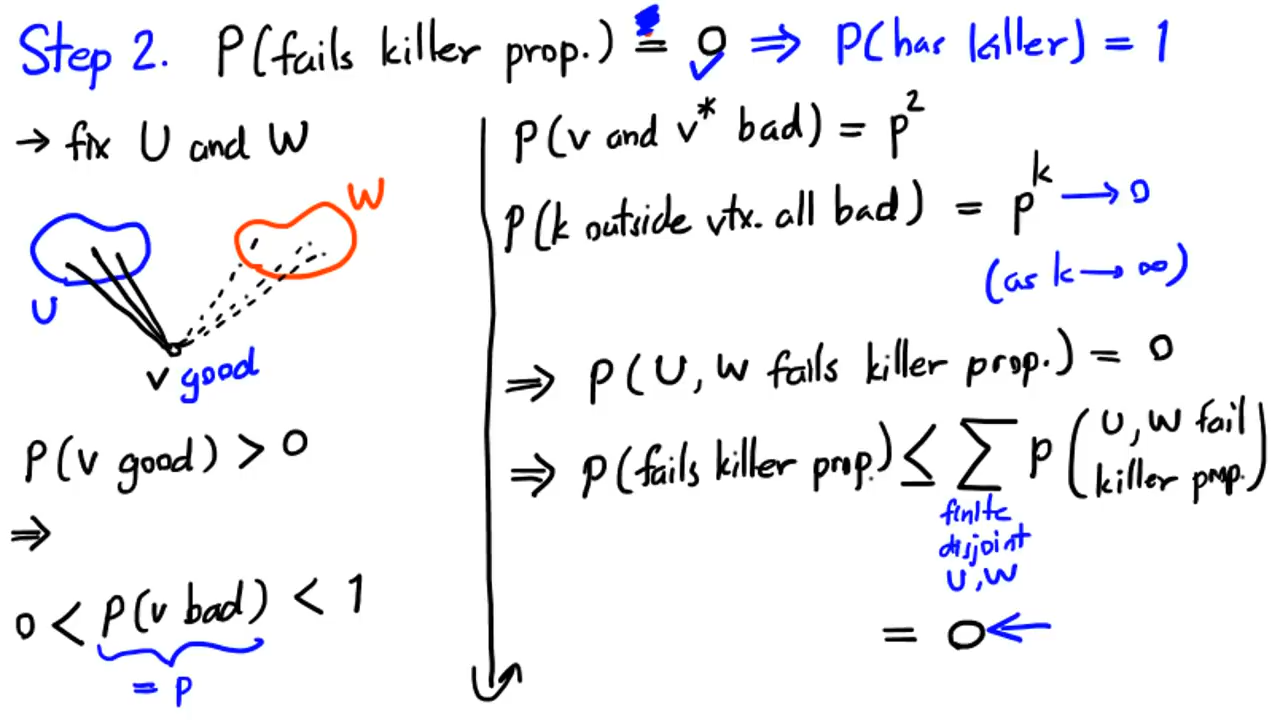 Step 2. P(fails killer prop.) = 0 ⇒ P(has killer) = 1
→ fix U and W
W
U
v good
P(v good) > 0
⇒
0 < P(v bad) < 1
= p
P(v and v* bad) = p²
P(k outside vtx. all bad) = pᵏ → 0
(as k → ∞)
⇒ P(U, W fails killer prop.) = 0
⇒ P(fails killer prop.) ≤ ∑ P(U, W fail
killer prop.)
finite
disjoint
U, W
= 0 ←